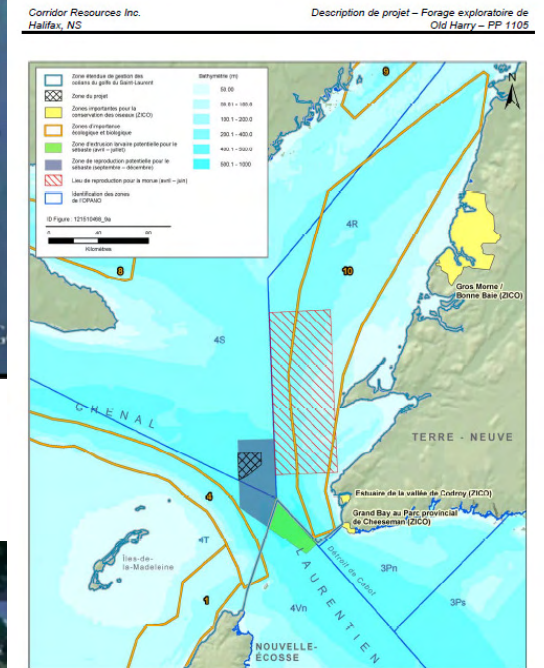 Corridor Resources Inc.
Halifax, NS
Description de projet – Forage exploratoire de
Old Harry – PP 1105
Zone étendue de gestion des
océans du golfe du Saint-Laurent
Zone du projet
Zones importantes pour la
conservation des oiseaux (ZICO)
Zones d'importance
écologique et biologique
Zone d'extrusion larvaire potentielle pour le
sébaste (avril – juillet)
Zone de reproduction potentielle pour le
sébaste (septembre – décembre)
Lieu de reproduction pour la morue (avril – juin)
Identification des zones
de l'OPANO
Bathymétrie (m)
50.00
50.01 - 100.0
100.1 - 200.0
200.1 - 400.0
400.1 - 500.0
500.1 - 1000
ID Figure : 121510468_9a
0 40 80
Kilomètres
N
9
4R
8
10
Gros Morne /
Bonne Baie (ZICO)
4S
CHENAL
TERRE - NEUVE
4
Estuaire de la vallée de Codroy (ZICO)
Grand Bay au Parc provincial
de Cheeseman (ZICO)
4T
Îles-de-
la-Madeleine
Détroit de Cabot
LAURENTIEN
3Pn
1
4Vn
3Ps
NOUVELLE-
ÉCOSSE